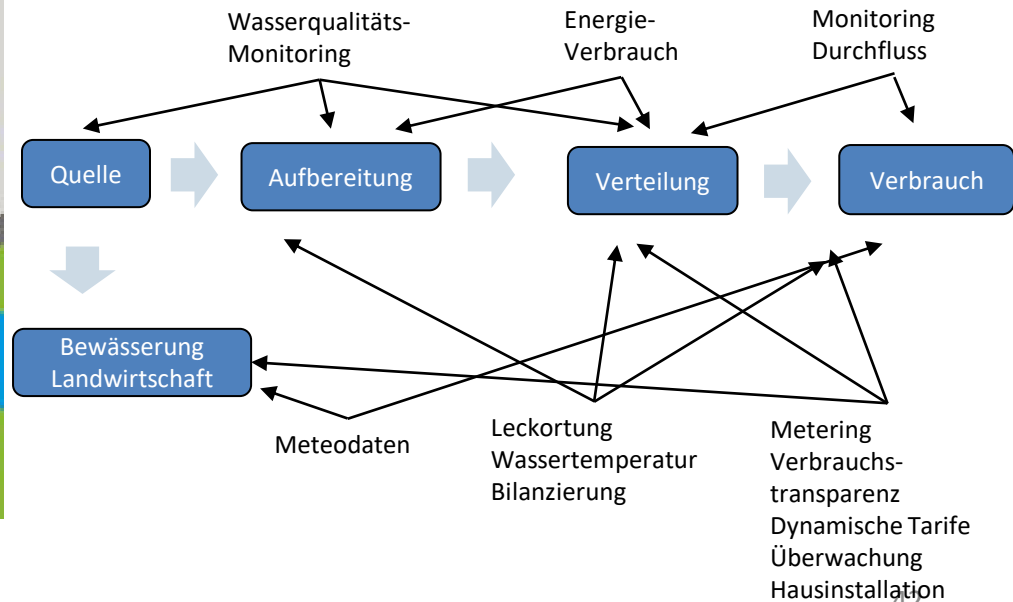 Wasserqualitäts-
Monitoring
Energie-
Verbrauch
Monitoring
Durchfluss
Quelle
Aufbereitung
Verteilung
Verbrauch
Bewässerung
Landwirtschaft
Meteodaten
Leckortung
Wassertemperatur
Bilanzierung
Metering
Verbrauchs-
transparenz
Dynamische Tarife
Überwachung
Hausinstallation